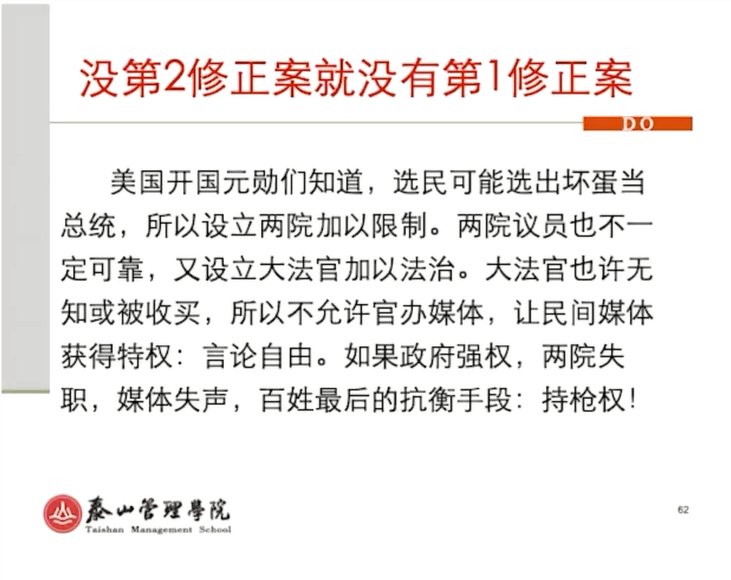 没第2修正案就没有第1修正案
DO
美国开国元勋们知道，选民可能选出坏蛋当
总统，所以设立两院加以限制。两院议员也不一
定可靠，又设立大法官加以法治。大法官也许无
知或被收买，所以不允许官办媒体，让民间媒体
获得特权：言论自由。如果政府强权，两院失
职，媒体失声，百姓最后的抗衡手段：持枪权！
泰山管理學院
Taishan Management School
62